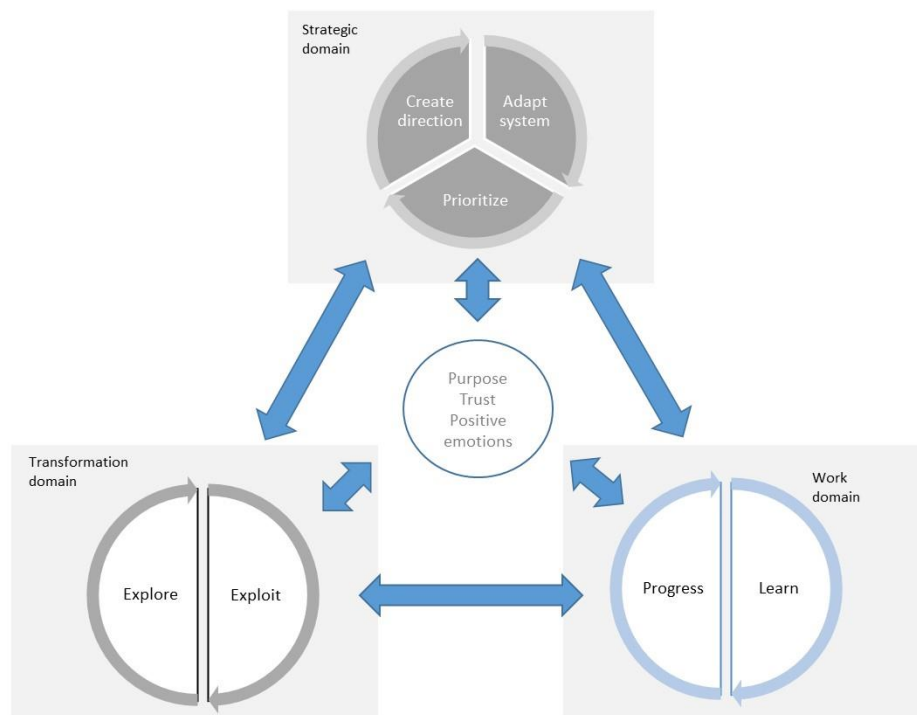 Strategic
domain
Create
direction
Adapt
system
Prioritize
Purpose
Trust
Positive
emotions
Transformation
domain
Explore
Exploit
Work
domain
Progress
Learn